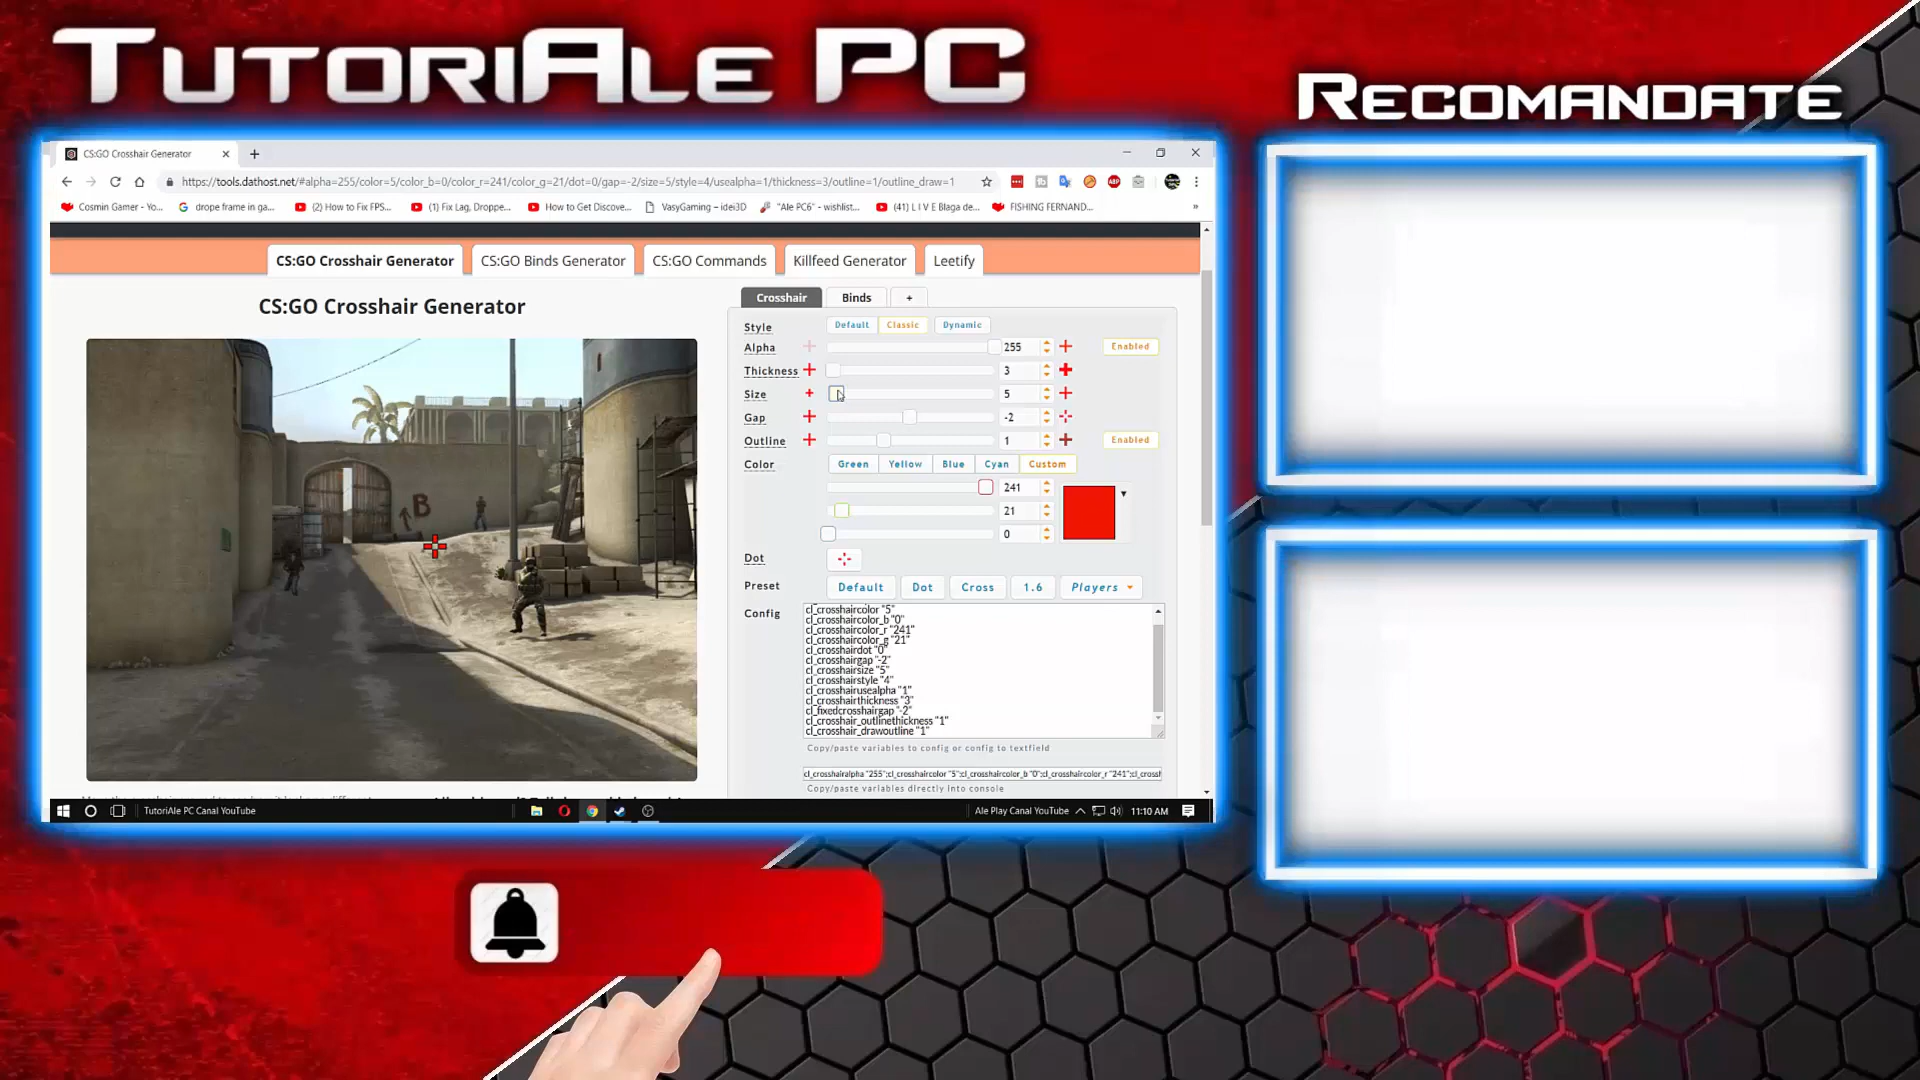 TUTORIALE PC
RECOMANDATE
CS:GO Crosshair Generator
https://tools.dathost.net/#alpha=255/color=5/color_b=0/color_r=241/color_g=21/dot=0/gap=-2/size=5/style=4/usealpha=1/thickness=3/outline=1/outline_draw=1
Cosmin Gamer - Yo... drope frame in ga... (2) How to Fix FPS... (1) Fix Lag, Droppe... How to Get Discove... VasyGaming – idei3D "Ale PC6" - wishlist... (41) L I V E Blaga de... FISHING FERNAND... »
CS:GO Crosshair Generator CS:GO Binds Generator CS:GO Commands Killfeed Generator Leetify
CS:GO Crosshair Generator
Crosshair Binds +
Style Default Classic Dynamic
Alpha 255 Enabled
Thickness 3
Size 5
Gap -2
Outline 1 Enabled
Color Green Yellow Blue Cyan Custom
241
21
0
Dot
Preset Default Dot Cross 1.6 Players
Config
cl_crosshaircolor "5"
cl_crosshaircolor_b "0"
cl_crosshaircolor_r "241"
cl_crosshaircolor_g "21"
cl_crosshairdot "0"
cl_crosshairgap "-2"
cl_crosshairsize "5"
cl_crosshairstyle "4"
cl_crosshairusealpha "1"
cl_crosshairthickness "3"
cl_fixedcrosshairgap "-2"
cl_crosshair_outlinethickness "1"
cl_crosshair_drawoutline "1"
Copy/paste variables to config or config to textfield
cl_crosshairalpha "255";cl_crosshaircolor "5";cl_crosshaircolor_b "0";cl_crosshaircolor_r "241";cl_cross
Copy/paste variables directly into console
B
TutoriAle PC Canal YouTube Ale Play Canal YouTube 11:10 AM